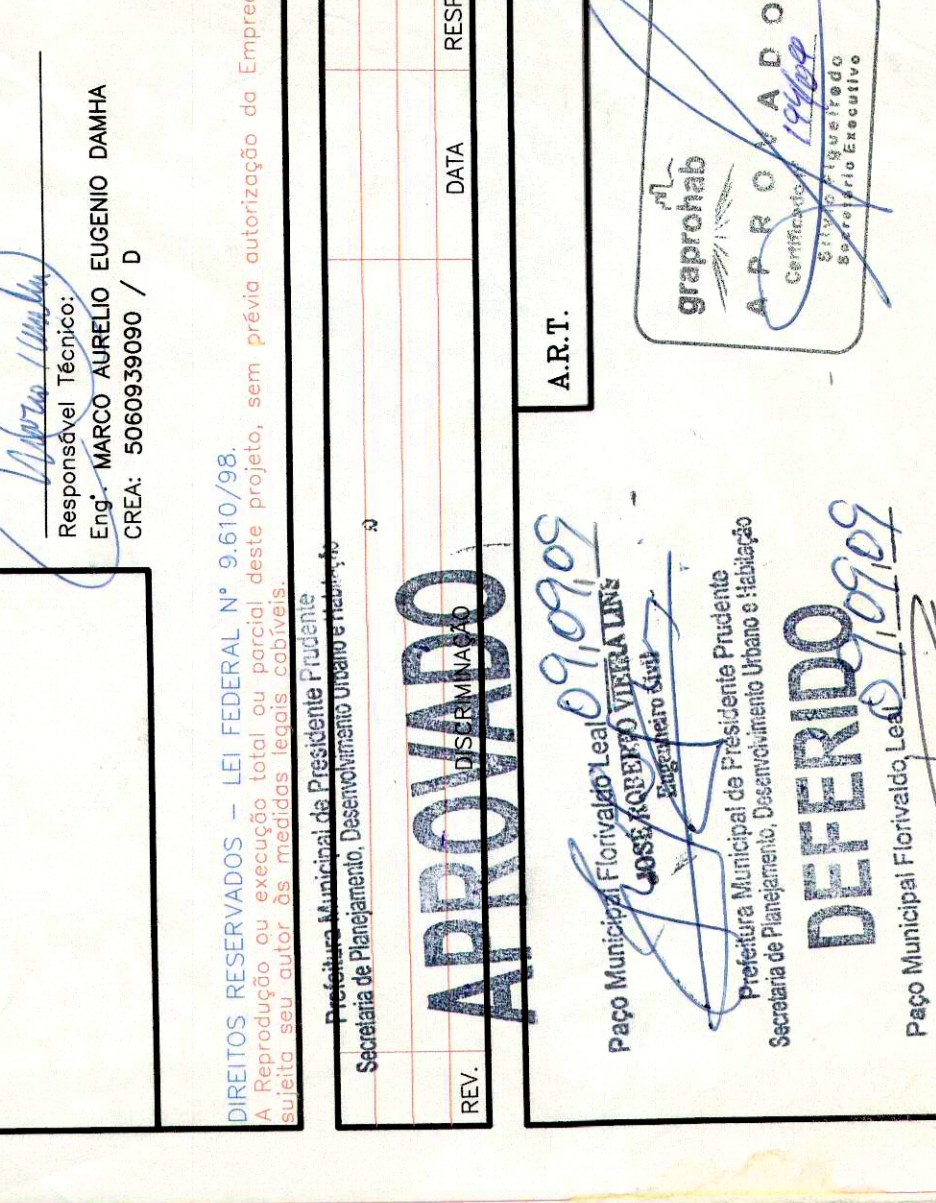 Responsável Técnico:
Engº. MARCO AURELIO EUGENIO DAMHA
CREA: 5060939090 / D
DIREITOS RESERVADOS – LEI FEDERAL N° 9.610/98.
A Reprodução ou execução total ou parcial deste projeto, sem prévia autorização da Empree
sujeita seu autor às medidas legais cabíveis.
Prefeitura Municipal de Presidente Prudente
Secretaria de Planejamento, Desenvolvimento Urbano e Habitação
APROVADO
REV.
DISCRIMINAÇÃO
DATA
RESP
A.R.T.
Paço Municipal Florivaldo Leal 09,09,09
JOSÉ ROBERTO VIEIRA LINS
Engenheiro Civil
Prefeitura Municipal de Presidente Prudente
Secretaria de Planejamento, Desenvolvimento Urbano e Habitação
DEFERIDO
Paço Municipal Florivaldo Leal 09,09,09
graprohab
APROVADO
Certificado
Silvio Figueiredo
Secretário Executivo